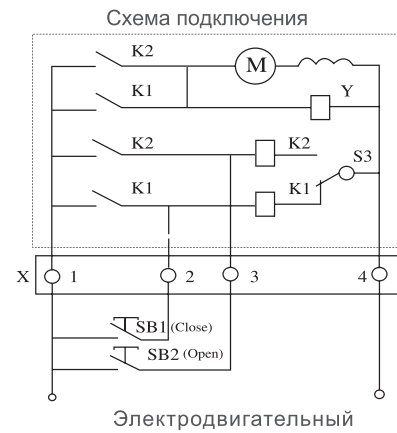 Схема подключения
K2
M
K1
Y
K2
K2
S3
K1
K1
X 1 2 3 4
SB1 (Close)
SB2 (Open)
Электродвигательный